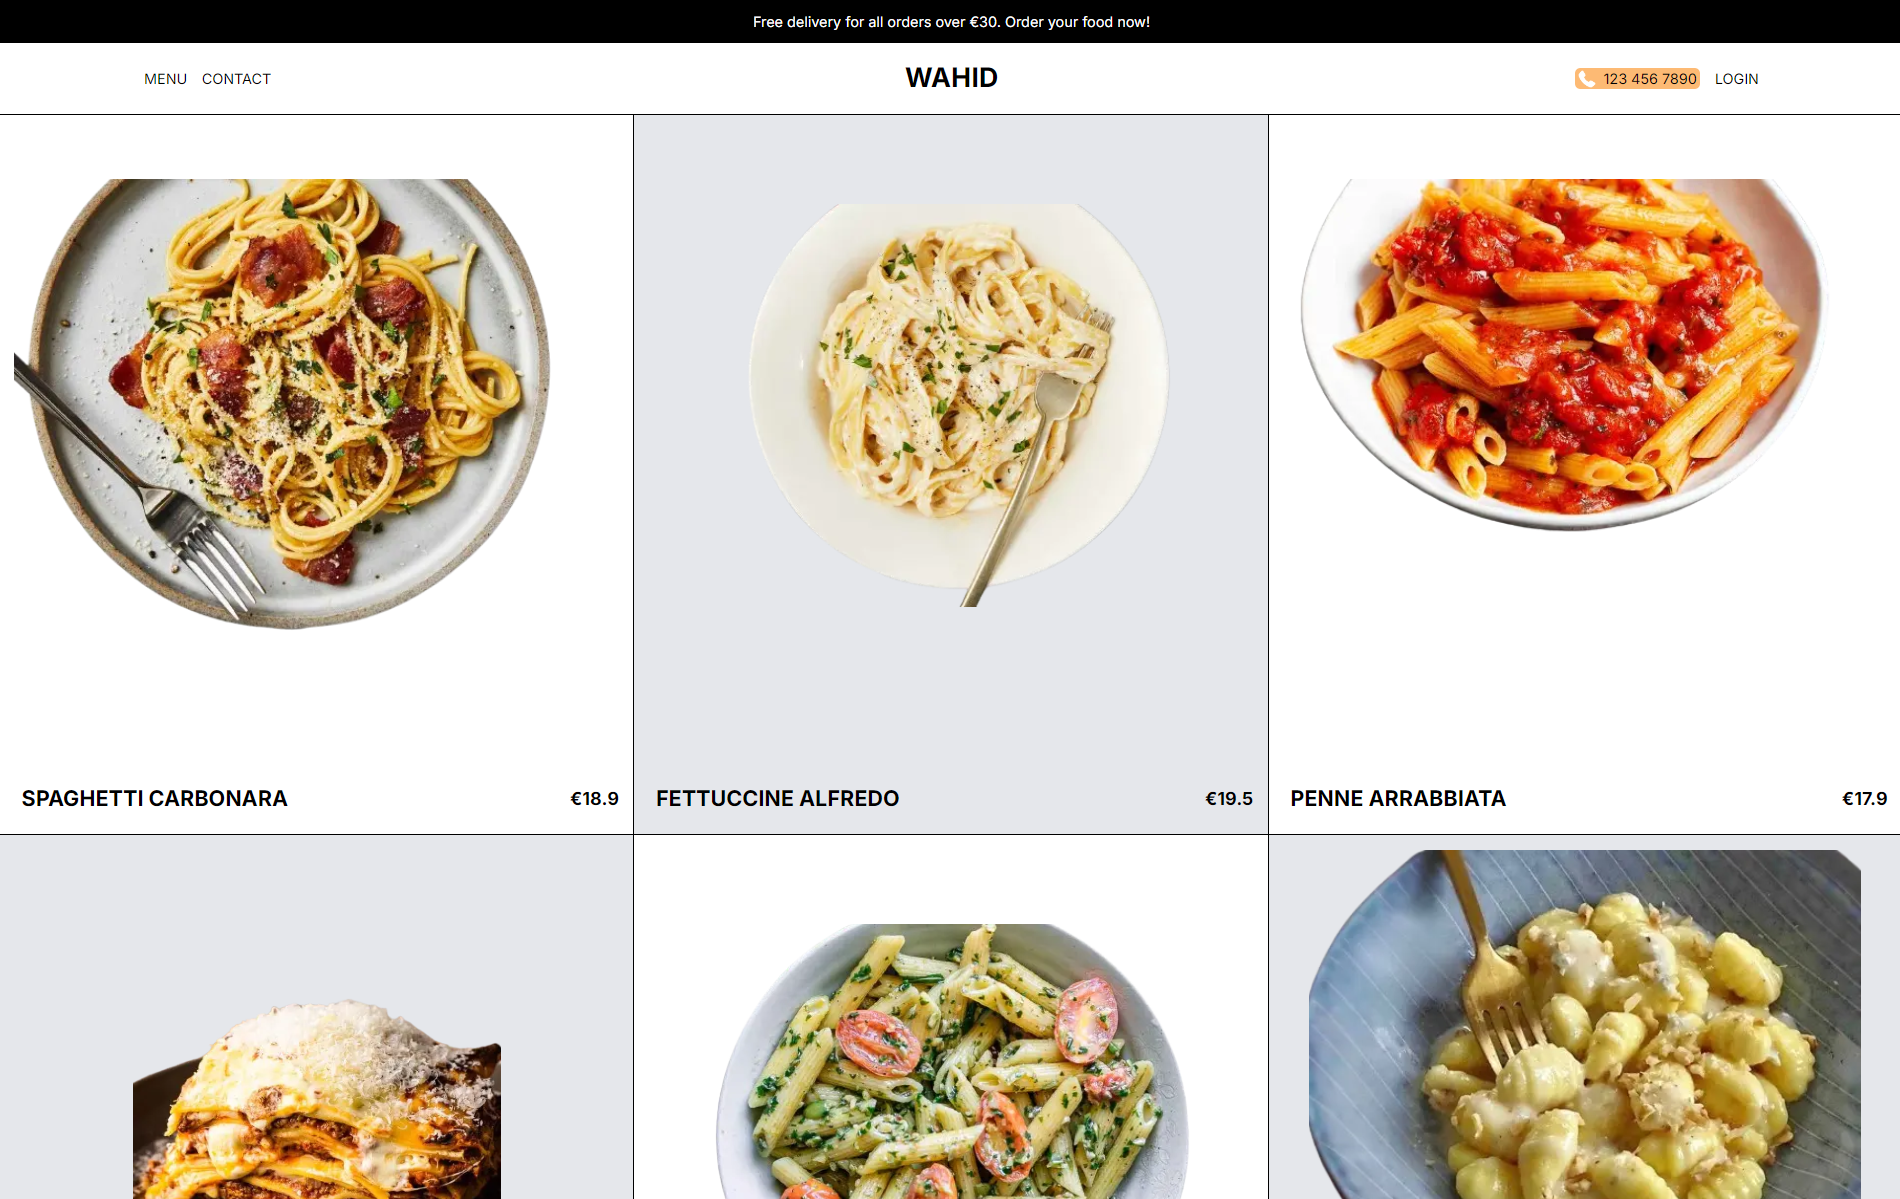 Free delivery for all orders over €30. Order your food now!
MENU CONTACT
WAHID
123 456 7890 LOGIN
SPAGHETTI CARBONARA €18.9
FETTUCCINE ALFREDO €19.5
PENNE ARRABBIATA €17.9